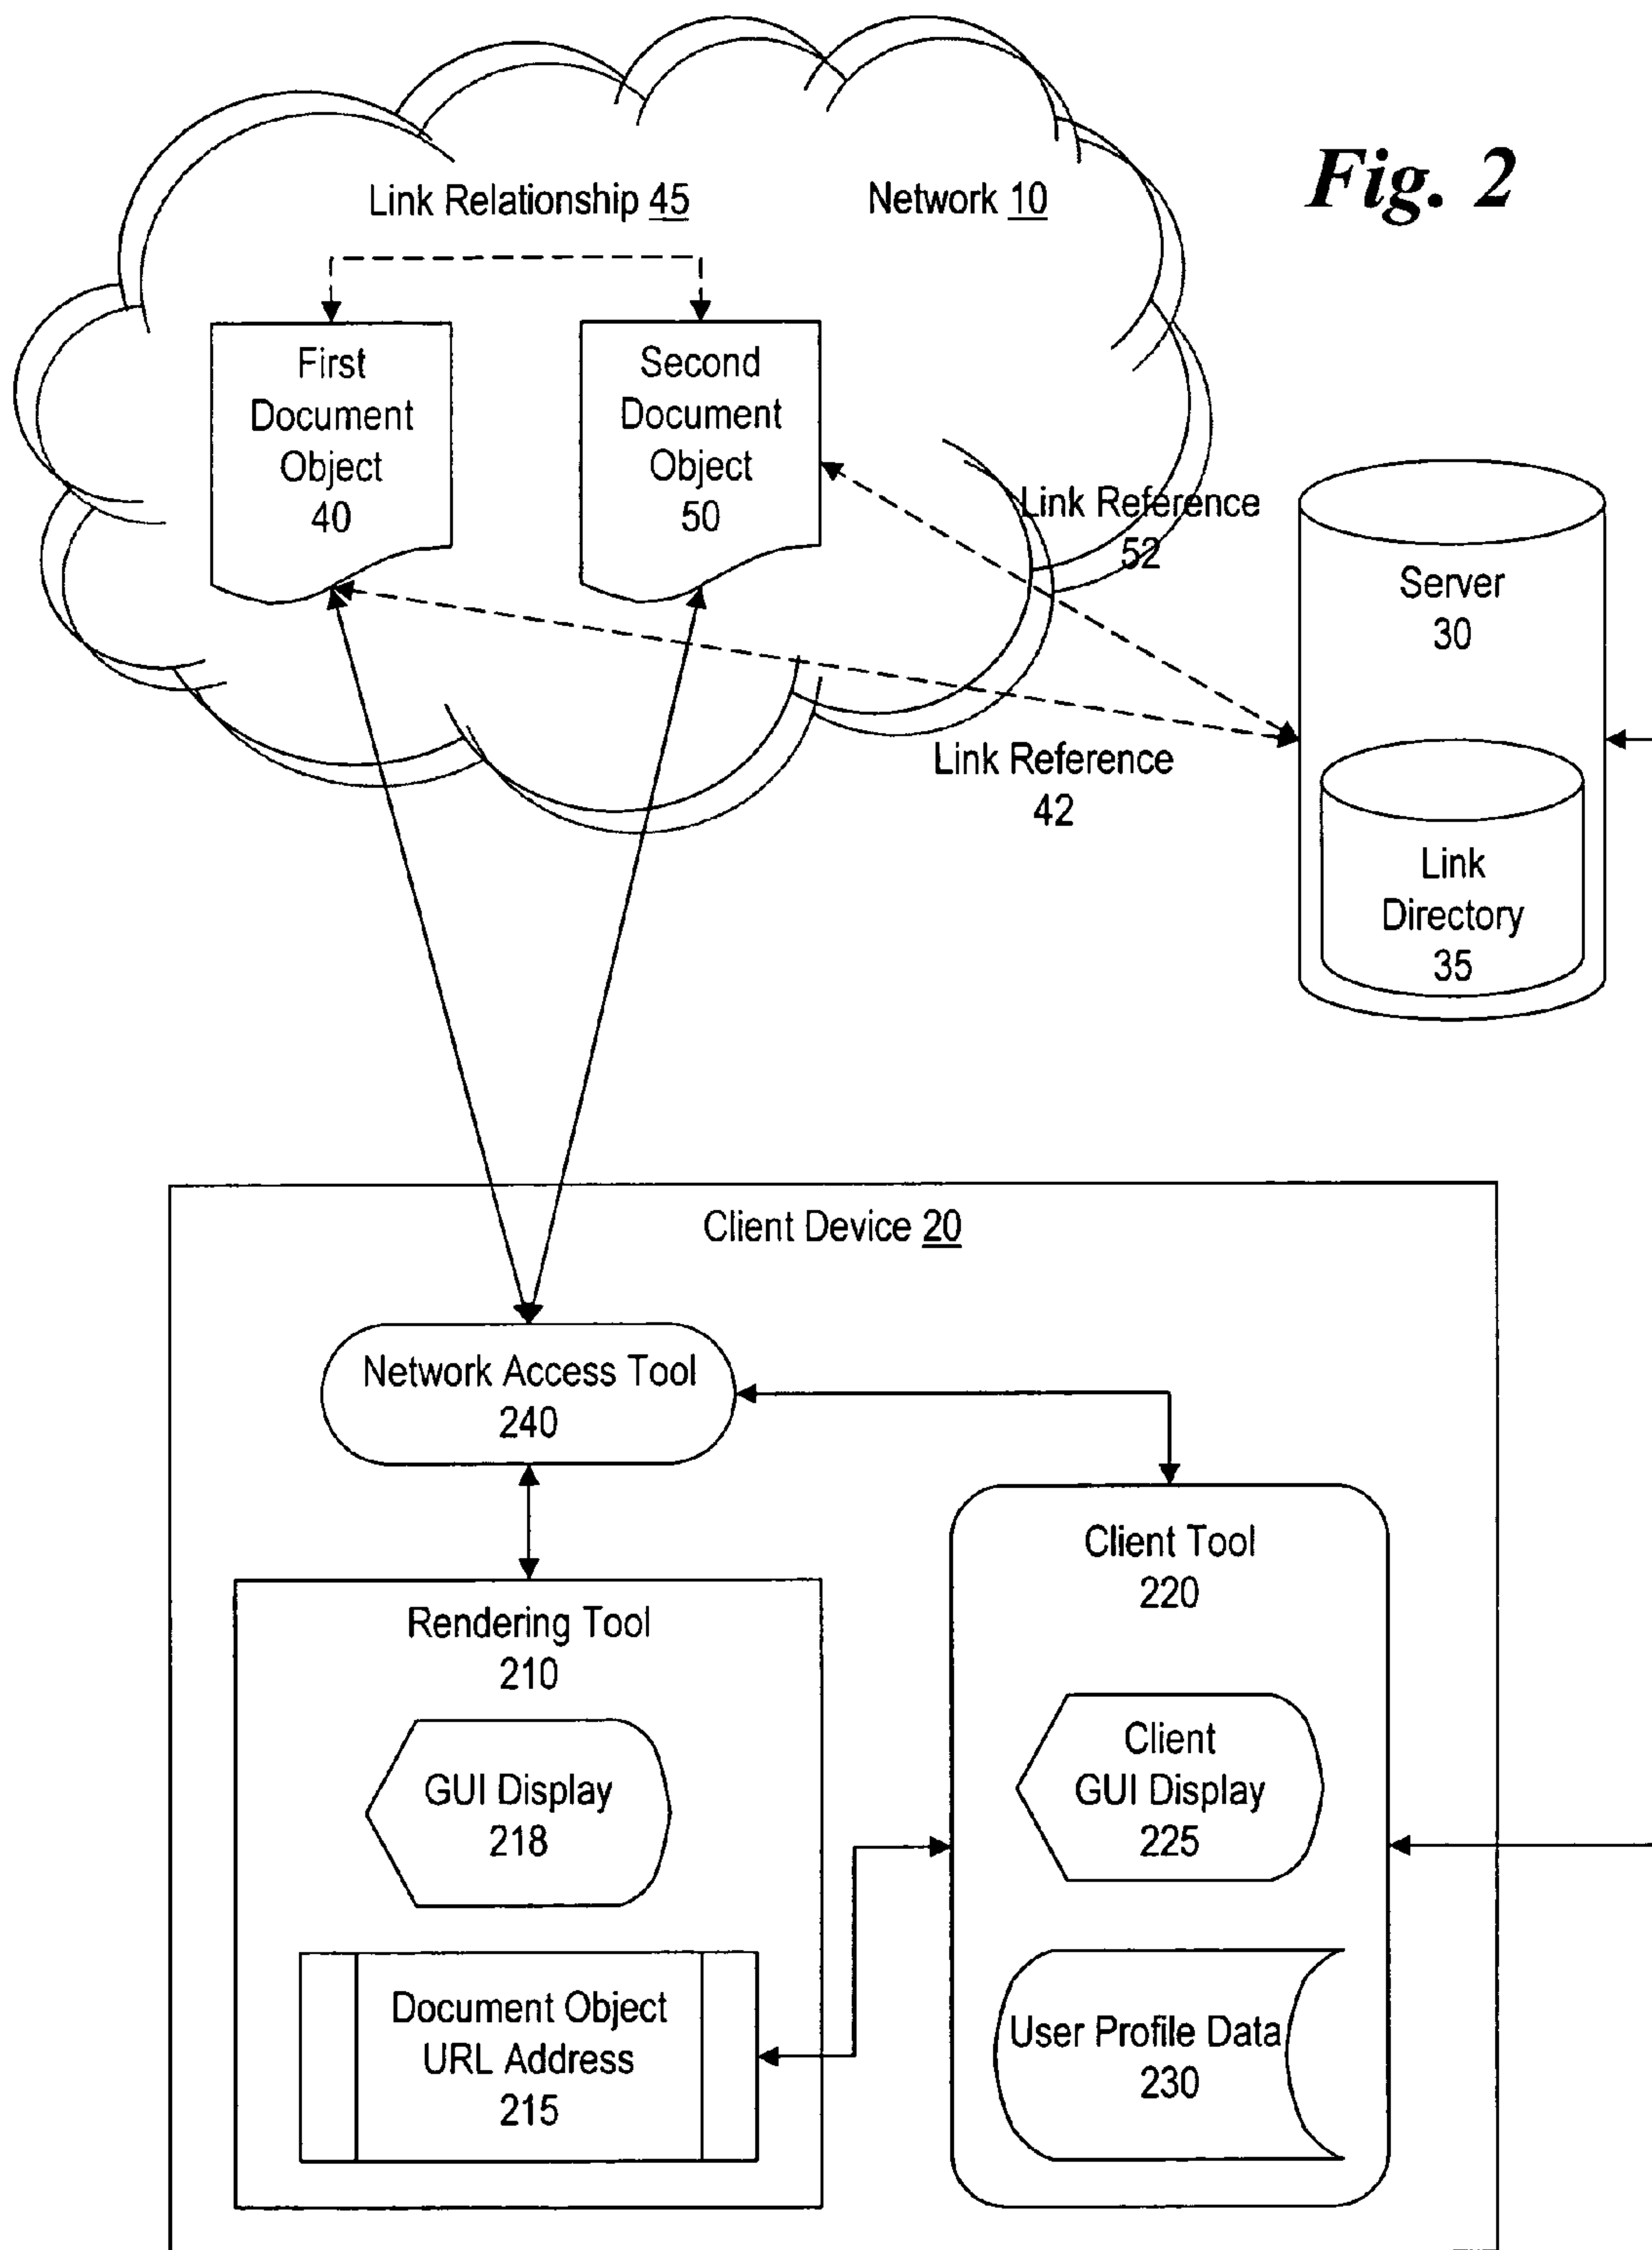 Fig. 2
Link Relationship 45
Network 10
First
Document
Object
40
Second
Document
Object
50
Link Reference
52
Server
30
Link Reference
42
Link
Directory
35
Client Device 20
Network Access Tool
240
Client Tool
220
Rendering Tool
210
Client
GUI Display
225
GUI Display
218
User Profile Data
230
Document Object
URL Address
215